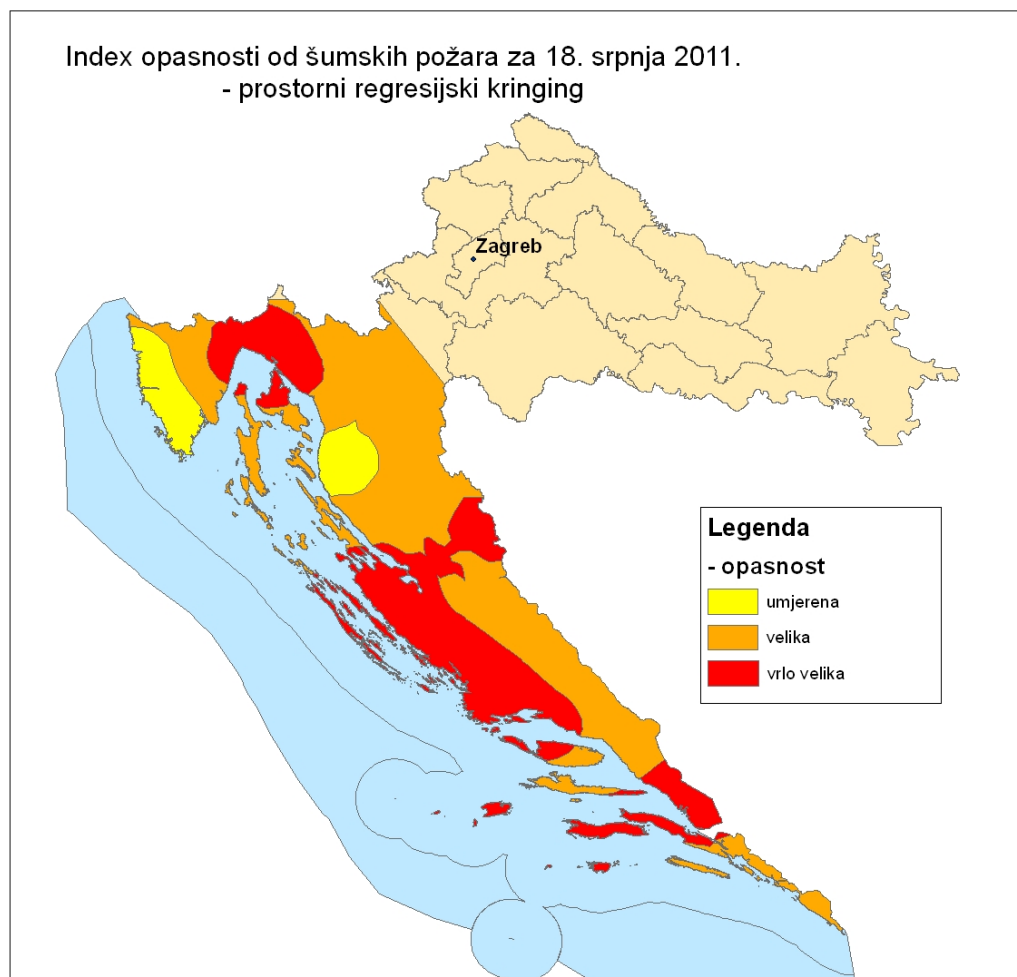 Index opasnosti od šumskih požara za 18. srpnja 2011.
- prostorni regresijski kringing
Zagreb
Legenda
- opasnost
umjerena
velika
vrlo velika